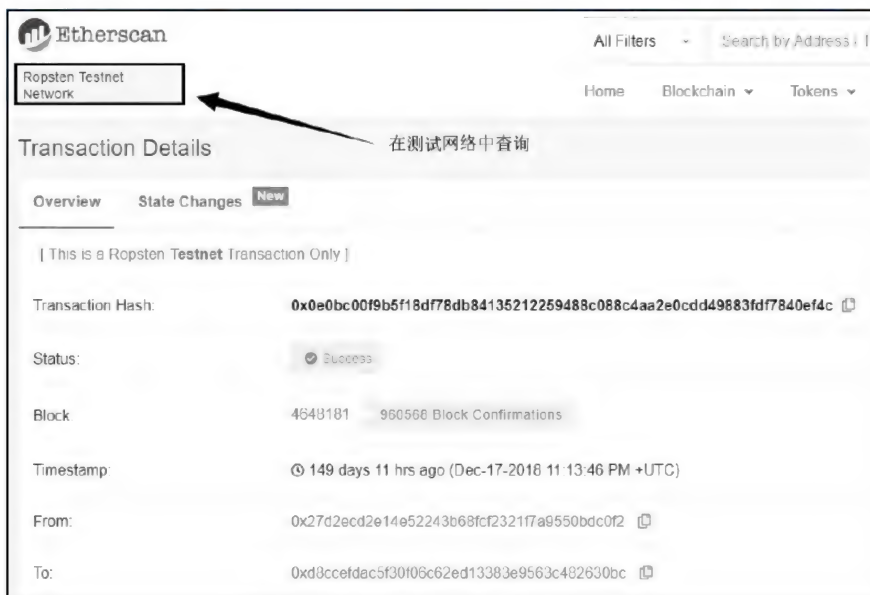 Etherscan
All Filters Search by Address
Ropsten Testnet
Network
Home Blockchain Tokens
在测试网络中查询
Transaction Details
Overview State Changes New
[ This is a Ropsten Testnet Transaction Only ]
Transaction Hash: 0x0e0bc00f9b5f18df78db84135212259488c088c4aa2e0cdd49883fdf7840ef4c
Status: Success
Block 4648181 960568 Block Confirmations
Timestamp: 149 days 11 hrs ago (Dec-17-2018 11:13:46 PM +UTC)
From: 0x27d2ecd2e14e52243b68fcf2321f7a9550bdc0f2
To: 0xd8ccefdac5f30f06c62ed13383e9563c482630bc